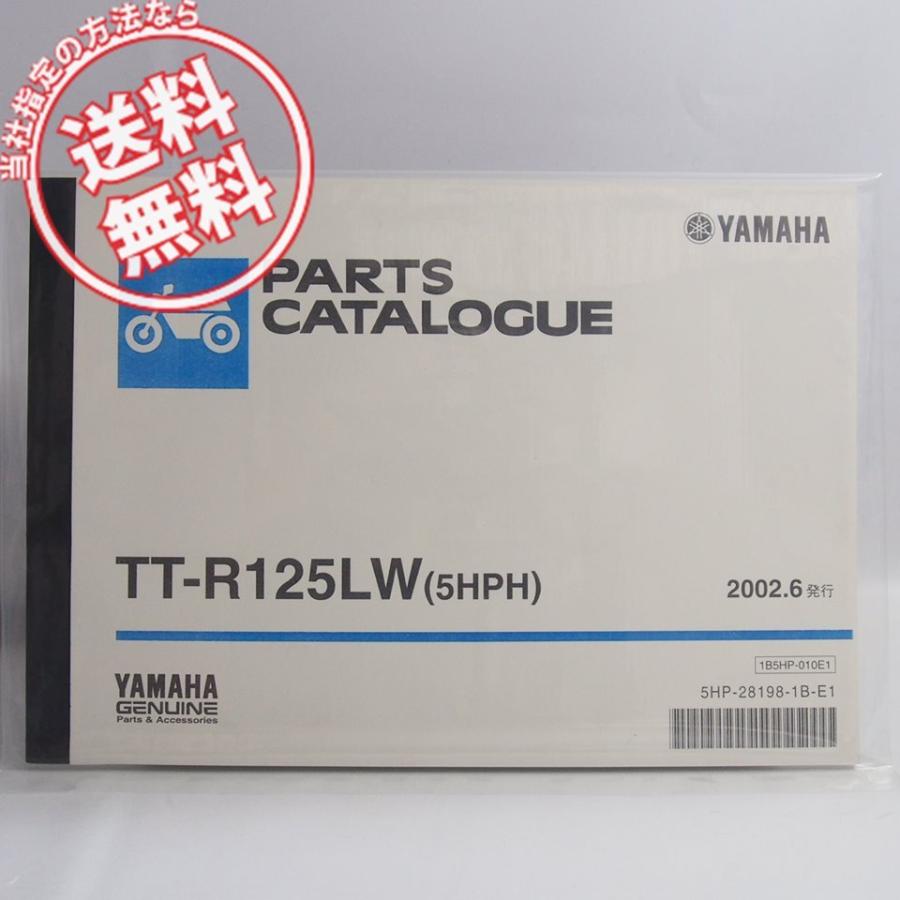 当社指定の方法なら
送料
無料
YAMAHA
PARTS
CATALOGUE
TT-R125LW(5HPH)
2002.6発行
1B5HP-010E1
5HP-28198-1B-E1
YAMAHA
GENUINE
Parts & Accessories